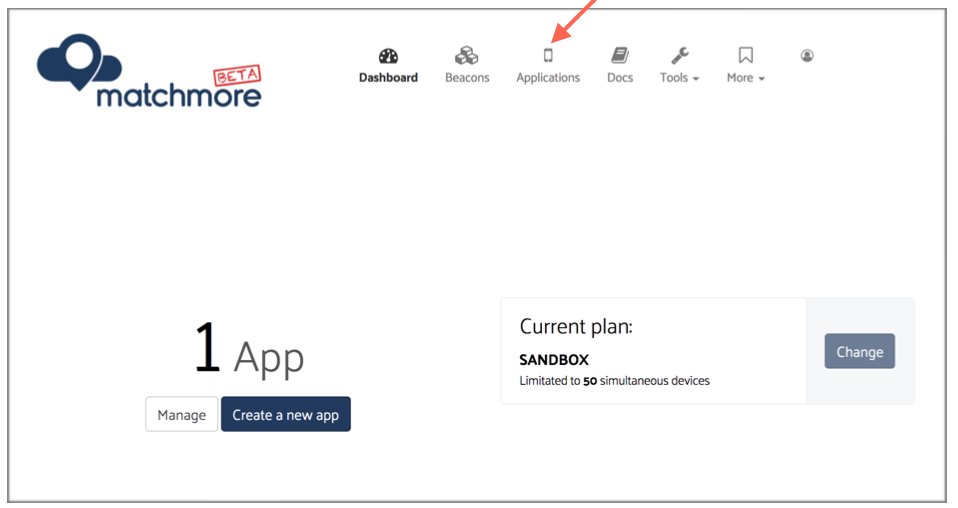 BETA
matchmore
Dashboard
Beacons
Applications
Docs
Tools
More
1 App
Manage
Create a new app
Current plan:
SANDBOX
Limitated to 50 simultaneous devices
Change